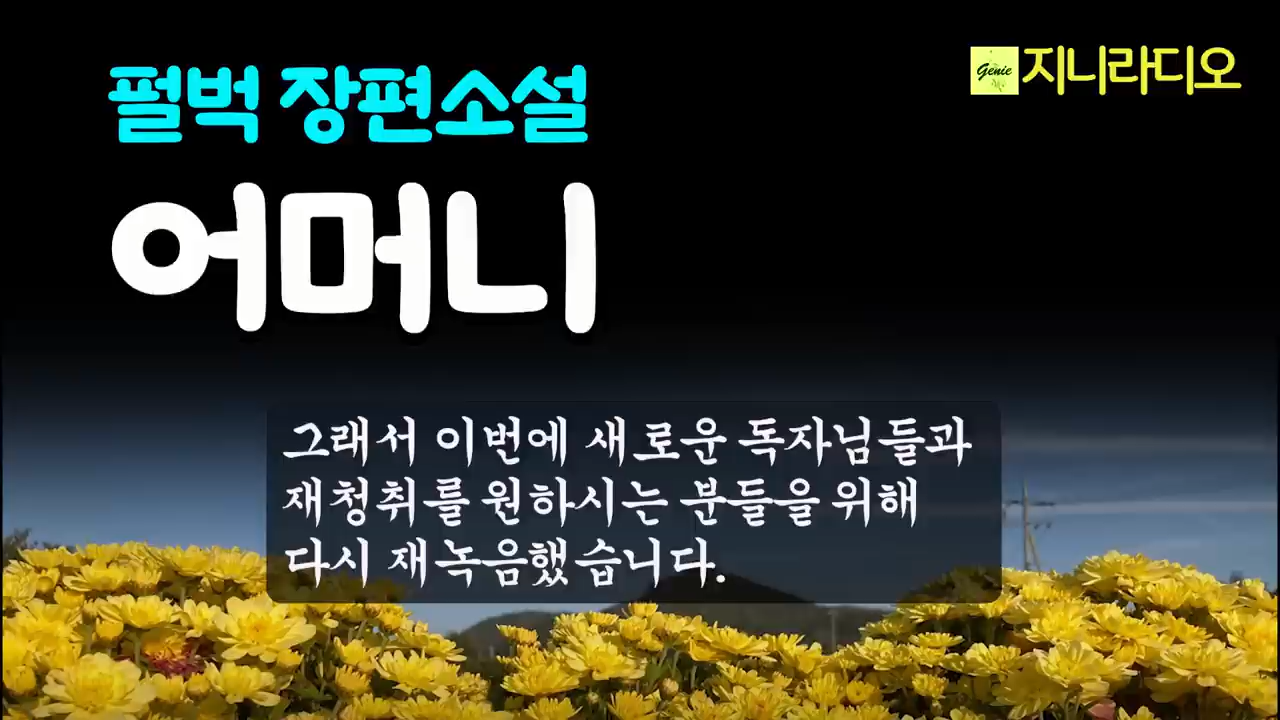 펄벅 장편소설
Genie 지니라디오
어머니
그래서 이번에 새로운 독자님들과
재청취를 원하시는 분들을 위해
다시 재녹음했습니다.